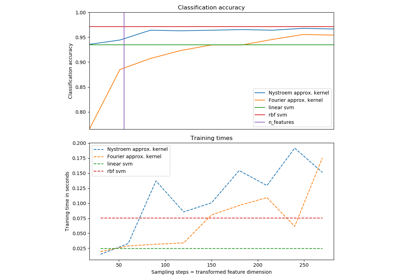 Classification accuracy
1.00
0.95
0.90
0.85
0.80
Classification accuracy
Nystroem approx. kernel
Fourier approx. kernel
linear svm
rbf svm
n_features
Training times
0.200
0.175
0.150
0.125
0.100
0.075
0.050
0.025
Training time in seconds
Nystroem approx. kernel
Fourier approx. kernel
linear svm
rbf svm
50
100
150
200
250
Sampling steps = transformed feature dimension